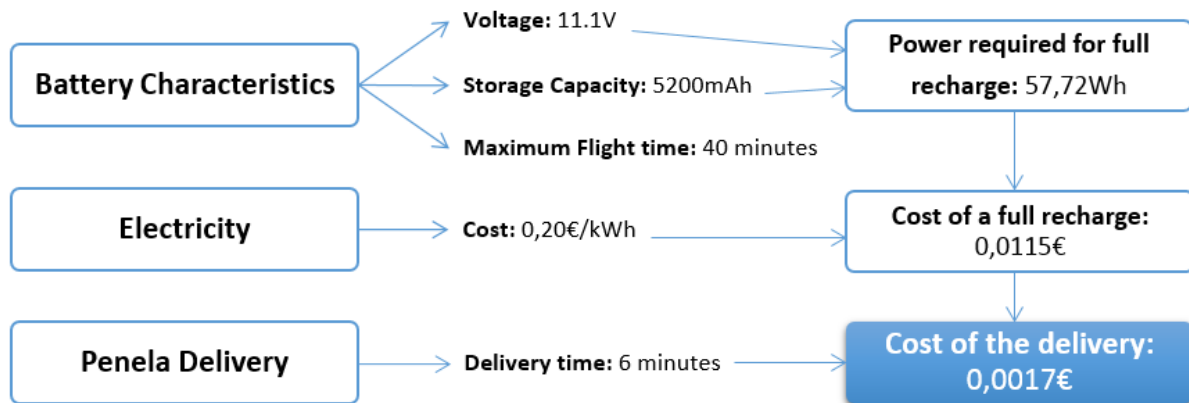 Battery Characteristics
Voltage: 11.1V
Storage Capacity: 5200mAh
Maximum Flight time: 40 minutes
Power required for full
recharge: 57,72Wh
Electricity
Cost: 0,20€/kWh
Cost of a full recharge:
0,0115€
Penela Delivery
Delivery time: 6 minutes
Cost of the delivery:
0,0017€